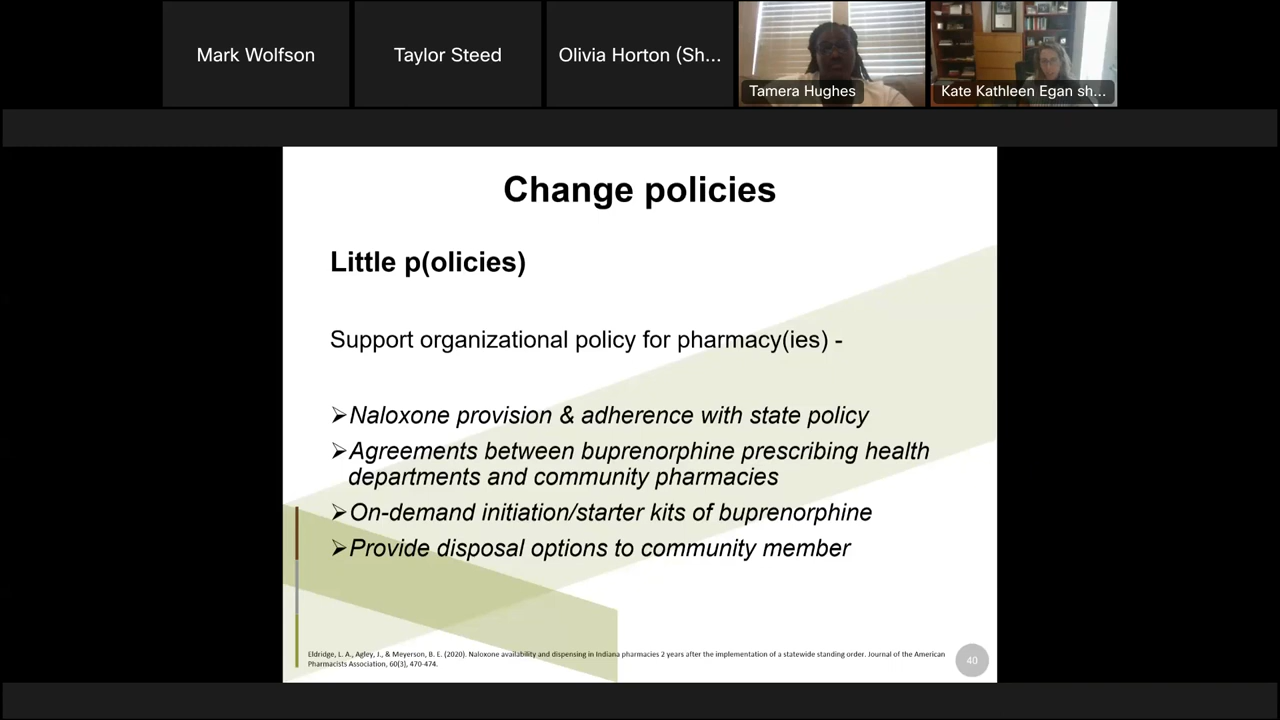 Mark Wolfson
Taylor Steed
Olivia Horton (Sh...
Tamera Hughes
Kate Kathleen Egan sh...
Change policies
Little p(olicies)
Support organizational policy for pharmacy(ies) -
➢Naloxone provision & adherence with state policy
➢Agreements between buprenorphine prescribing health
departments and community pharmacies
➢On-demand initiation/starter kits of buprenorphine
➢Provide disposal options to community member
Eldridge, L. A., Agley, J., & Meyerson, B. E. (2020). Naloxone availability and dispensing in Indiana pharmacies 2 years after the implementation of a statewide standing order. Journal of the American
Pharmacists Association, 60(3), 470-474.
40